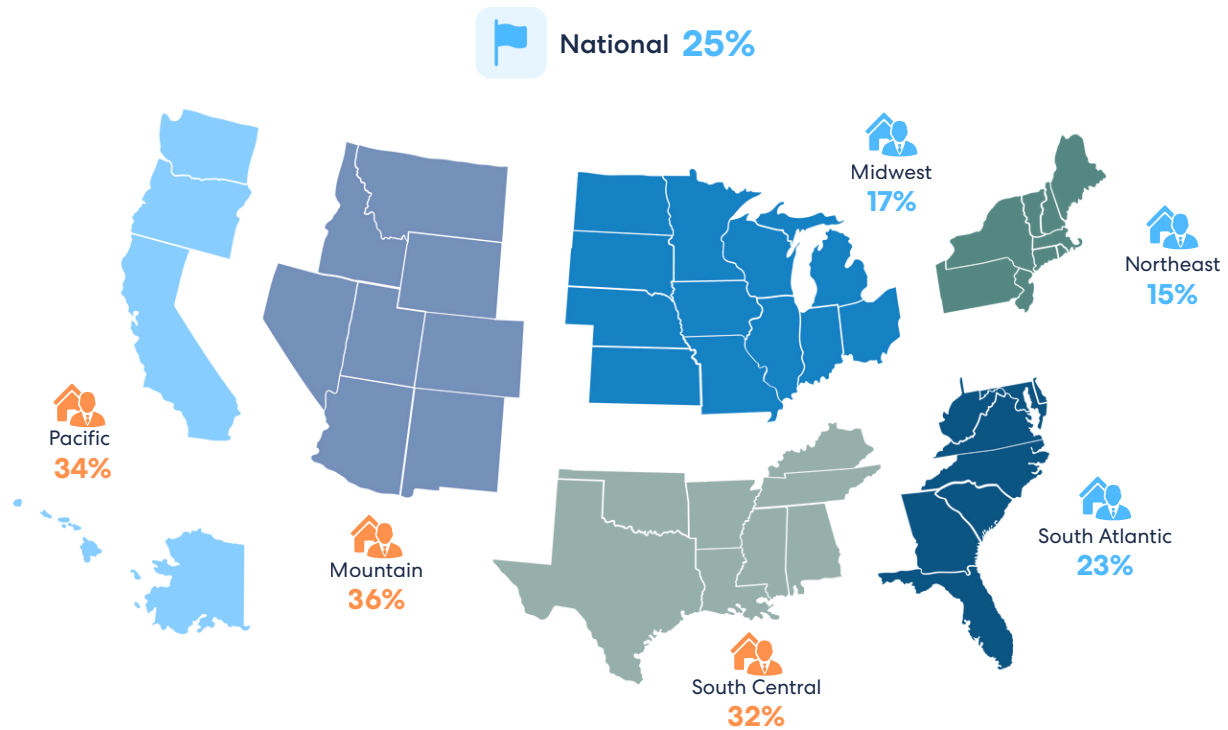 National 25%
Midwest
17%
Northeast
15%
Pacific
34%
South Atlantic
23%
Mountain
36%
South Central
32%